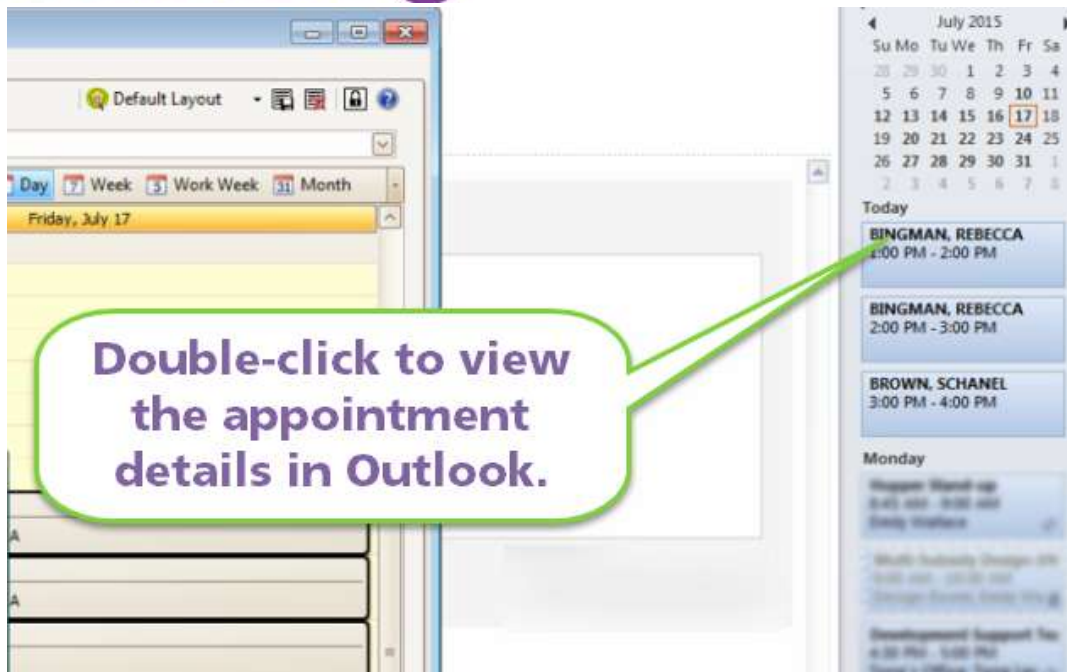 July 2015
Su Mo Tu We Th Fr Sa
28 29 30 1 2 3 4
5 6 7 8 9 10 11
12 13 14 15 16 17 18
19 20 21 22 23 24 25
26 27 28 29 30 31 1
2 3 4 5 6 7 8
Default Layout
Day 7 Week 5 Work Week 31 Month
Friday, July 17
Today
BINGMAN, REBECCA
1:00 PM - 2:00 PM
BINGMAN, REBECCA
2:00 PM - 3:00 PM
BROWN, SCHANEL
3:00 PM - 4:00 PM
Double-click to view
the appointment
details in Outlook.
Monday
A
A